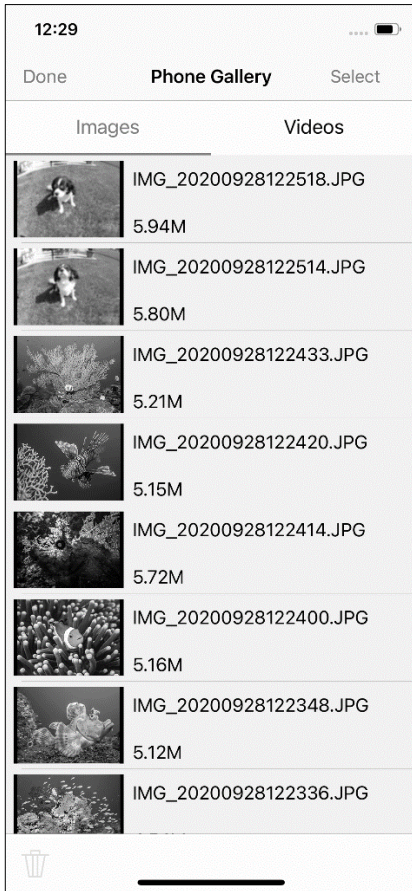 12:29
Done Phone Gallery Select
Images Videos
IMG_20200928122518.JPG
5.94M
IMG_20200928122514.JPG
5.80M
IMG_20200928122433.JPG
5.21M
IMG_20200928122420.JPG
5.15M
IMG_20200928122414.JPG
5.72M
IMG_20200928122400.JPG
5.16M
IMG_20200928122348.JPG
5.12M
IMG_20200928122336.JPG